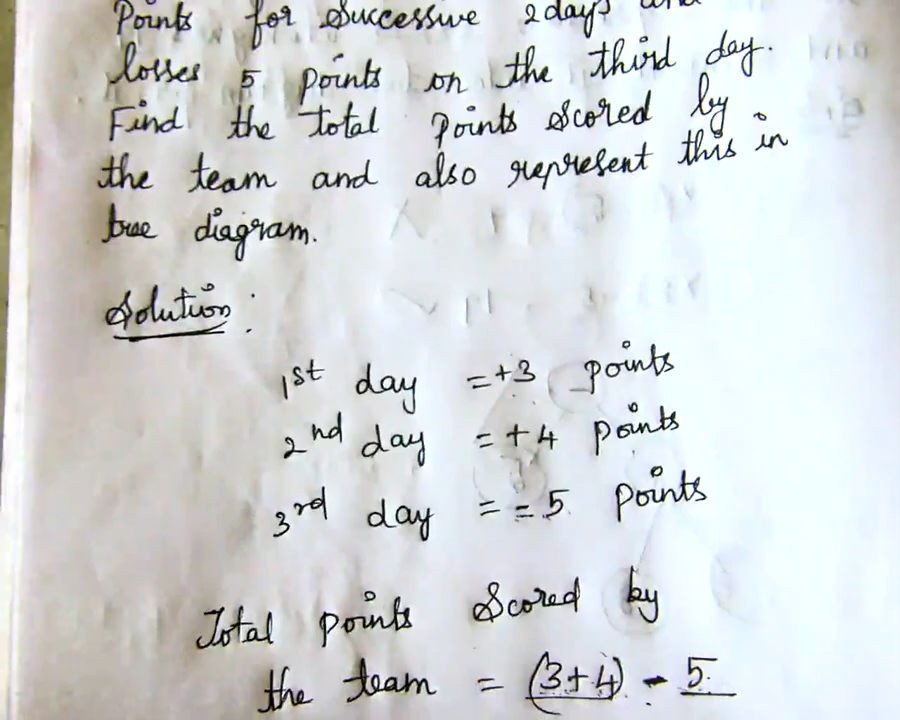 Points for Successive 2 days and
losses 5 points on the third day.
Find the total points scored by
the team and also represent this in
tree diagram.
Solution :
1st day = +3 points
2nd day = + 4 points
3rd day = = 5 points
Total points Scored by
the team = (3+4) - 5